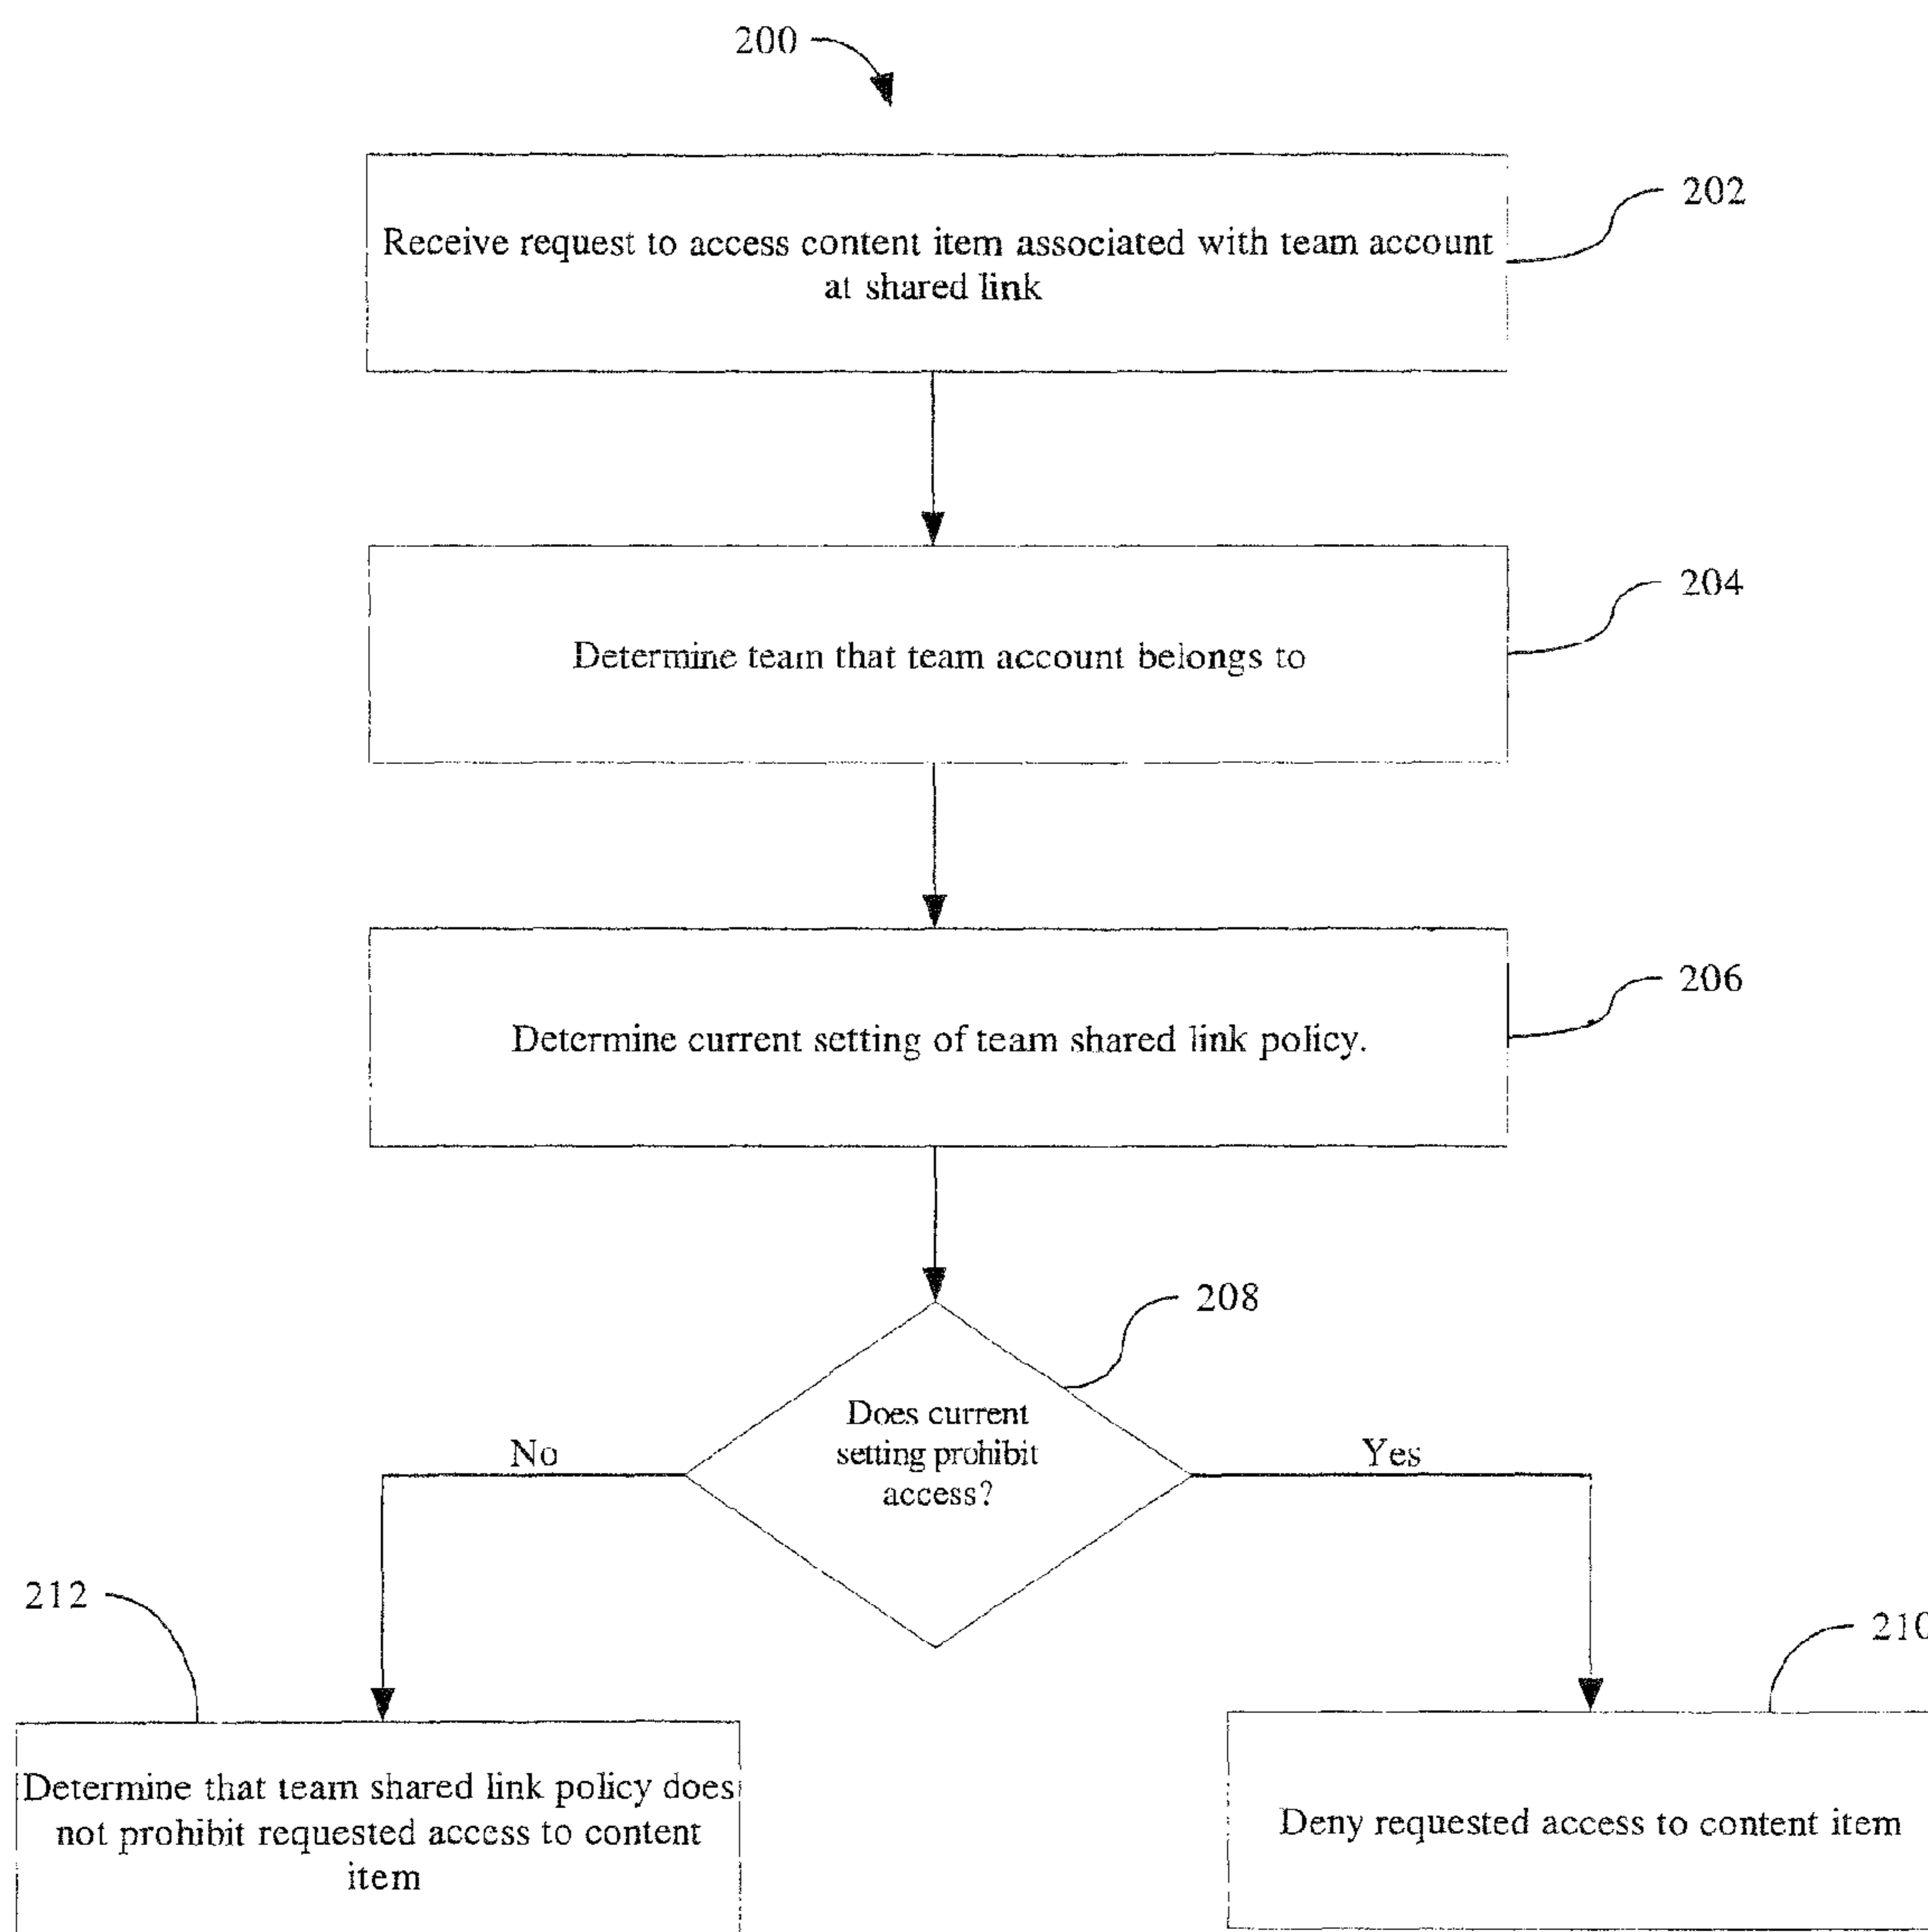 200
202
Receive request to access content item associated with team account
at shared link
204
Determine team that team account belongs to
206
Determine current setting of team shared link policy.
208
Does current
setting prohibit
access?
No
Yes
212
210
Determine that team shared link policy does
not prohibit requested access to content
item
Deny requested access to content item